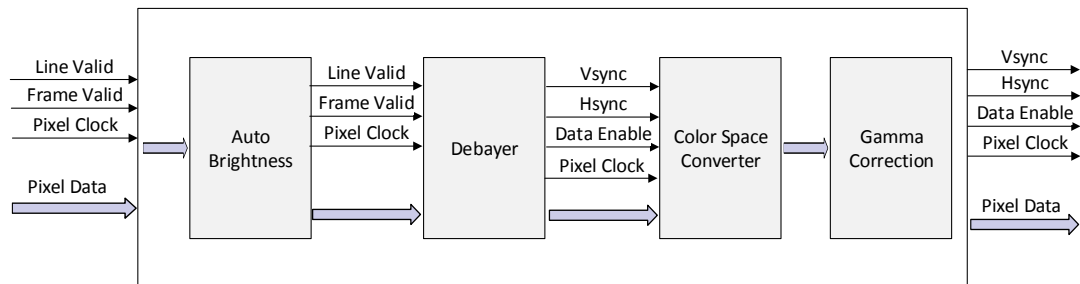 Line Valid
Frame Valid
Pixel Clock
Pixel Data
Auto
Brightness
Line Valid
Frame Valid
Pixel Clock
Debayer
Vsync
Hsync
Data Enable
Pixel Clock
Color Space
Converter
Gamma
Correction
Vsync
Hsync
Data Enable
Pixel Clock
Pixel Data